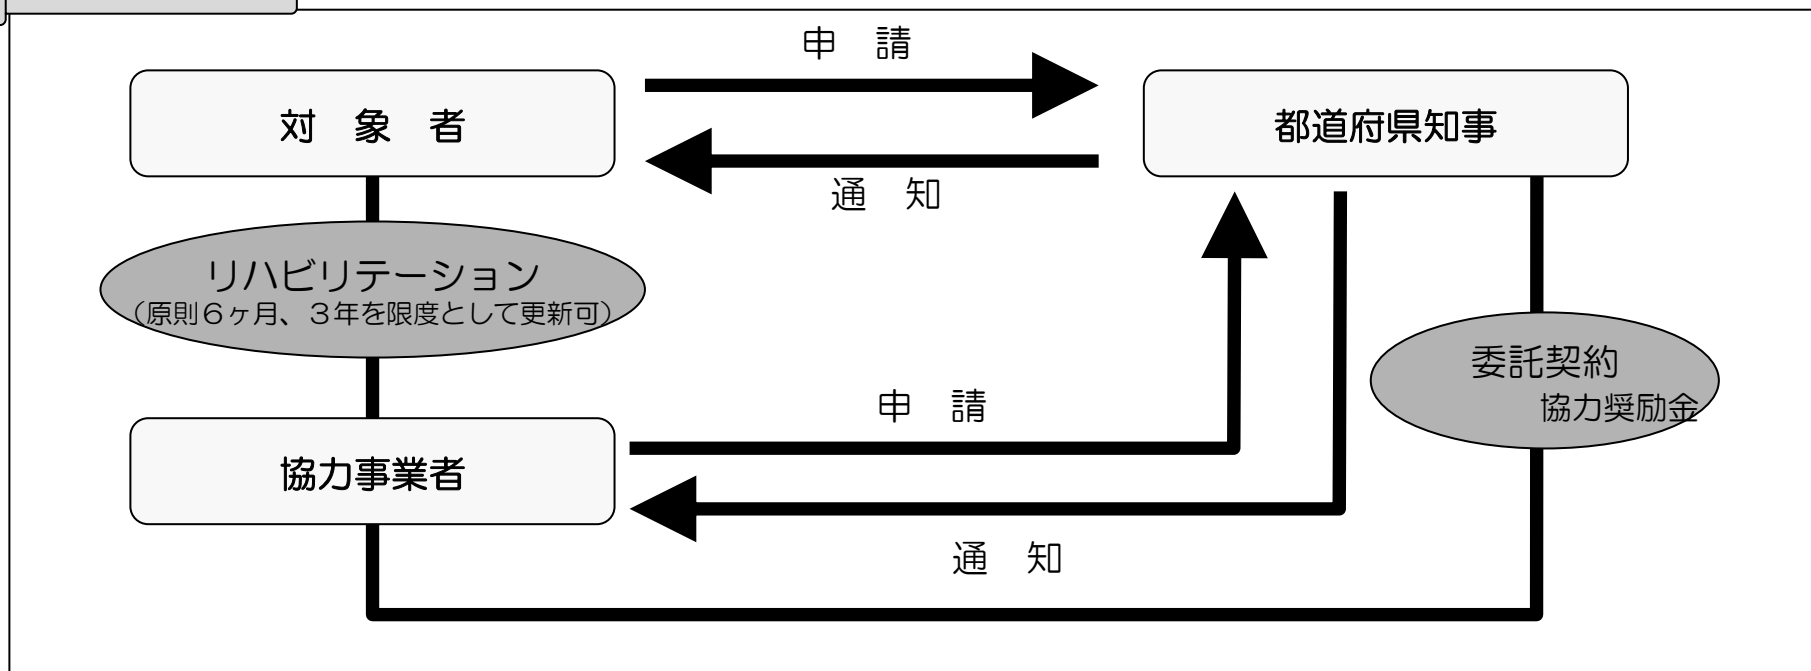 申　請
対　象　者
都道府県知事
通　知
リハビリテーション
（原則６ヶ月、３年を限度として更新可）
委託契約
協力奨励金
申　請
協力事業者
通　知